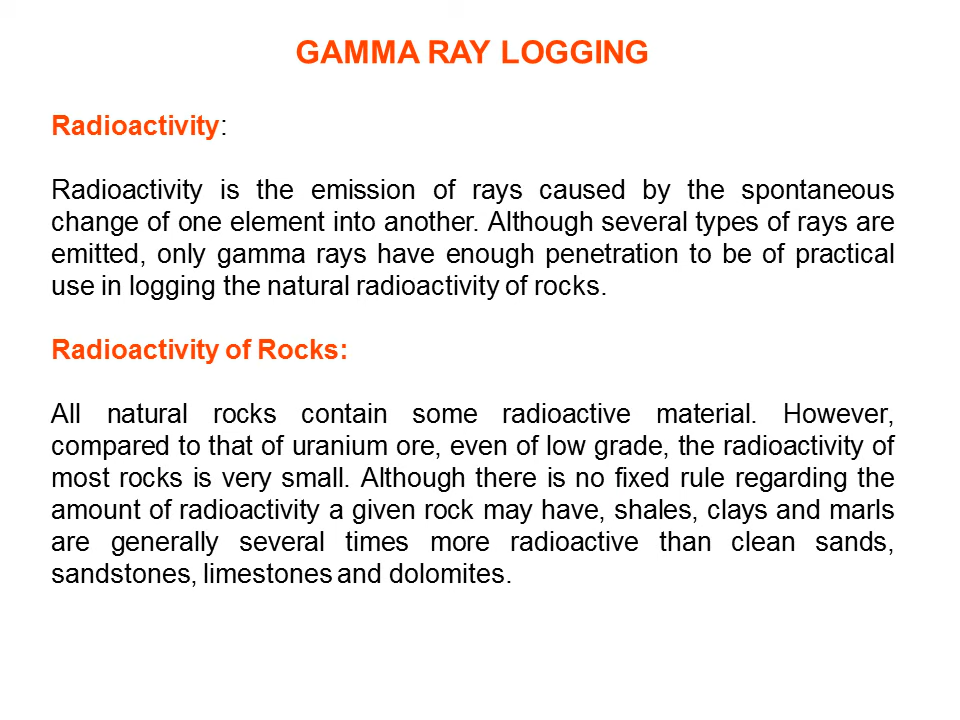 GAMMA RAY LOGGING
Radioactivity:
Radioactivity is the emission of rays caused by the spontaneous
change of one element into another. Although several types of rays are
emitted, only gamma rays have enough penetration to be of practical
use in logging the natural radioactivity of rocks.
Radioactivity of Rocks:
All natural rocks contain some radioactive material. However,
compared to that of uranium ore, even of low grade, the radioactivity of
most rocks is very small. Although there is no fixed rule regarding the
amount of radioactivity a given rock may have, shales, clays and marls
are generally several times more radioactive than clean sands,
sandstones, limestones and dolomites.